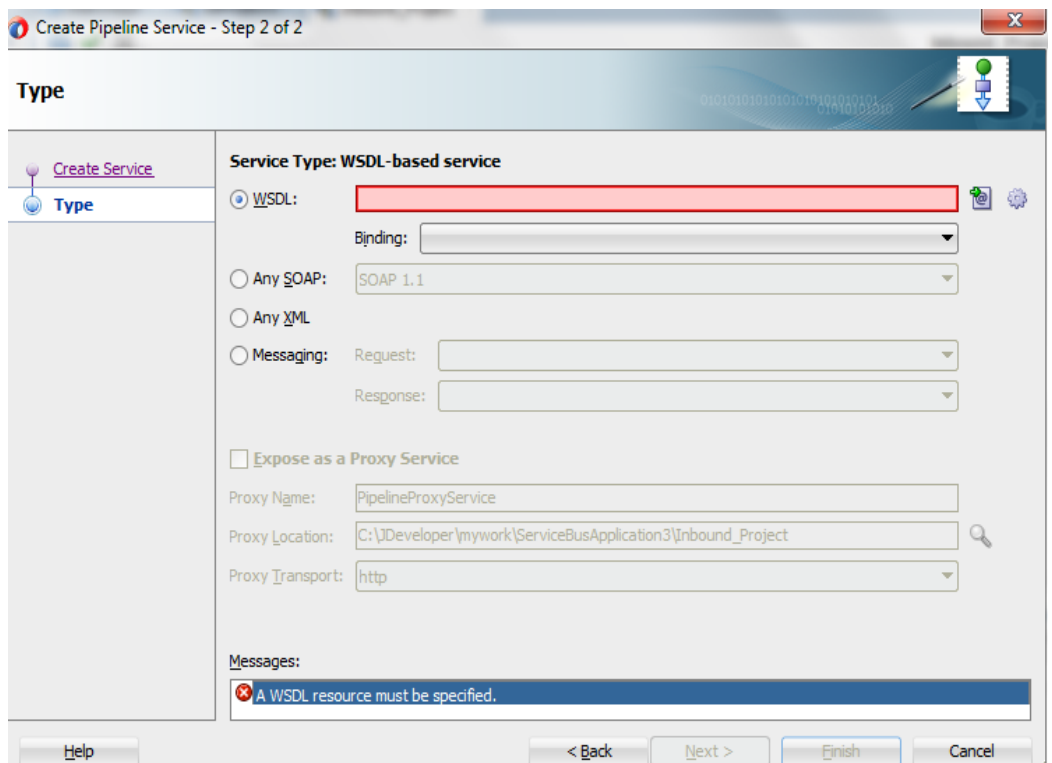 Create Pipeline Service - Step 2 of 2
x
Type
Create Service
Type
Service Type: WSDL-based service
WSDL:
Binding:
Any SOAP: SOAP 1.1
Any XML
Messaging: Request:
Response:
Expose as a Proxy Service
Proxy Name: PipelineProxyService
Proxy Location: C:\JDeveloper\mywork\ServiceBusApplication3\Inbound_Project
Proxy Transport: http
Messages:
A WSDL resource must be specified.
Help < Back Next > Finish Cancel